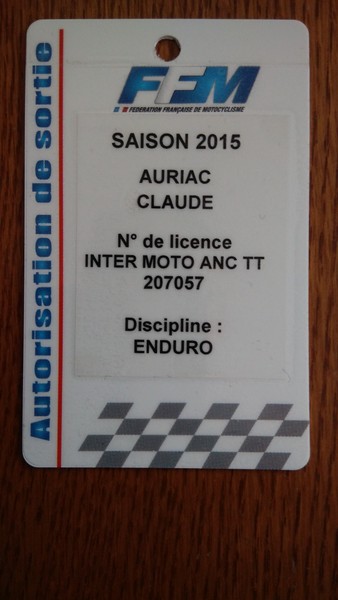 Autorisation de sortie
FFM
FEDERATION FRANÇAISE DE MOTOCYCLISME
SAISON 2015
AURIAC
CLAUDE
N° de licence
INTER MOTO ANC TT
207057
Discipline :
ENDURO